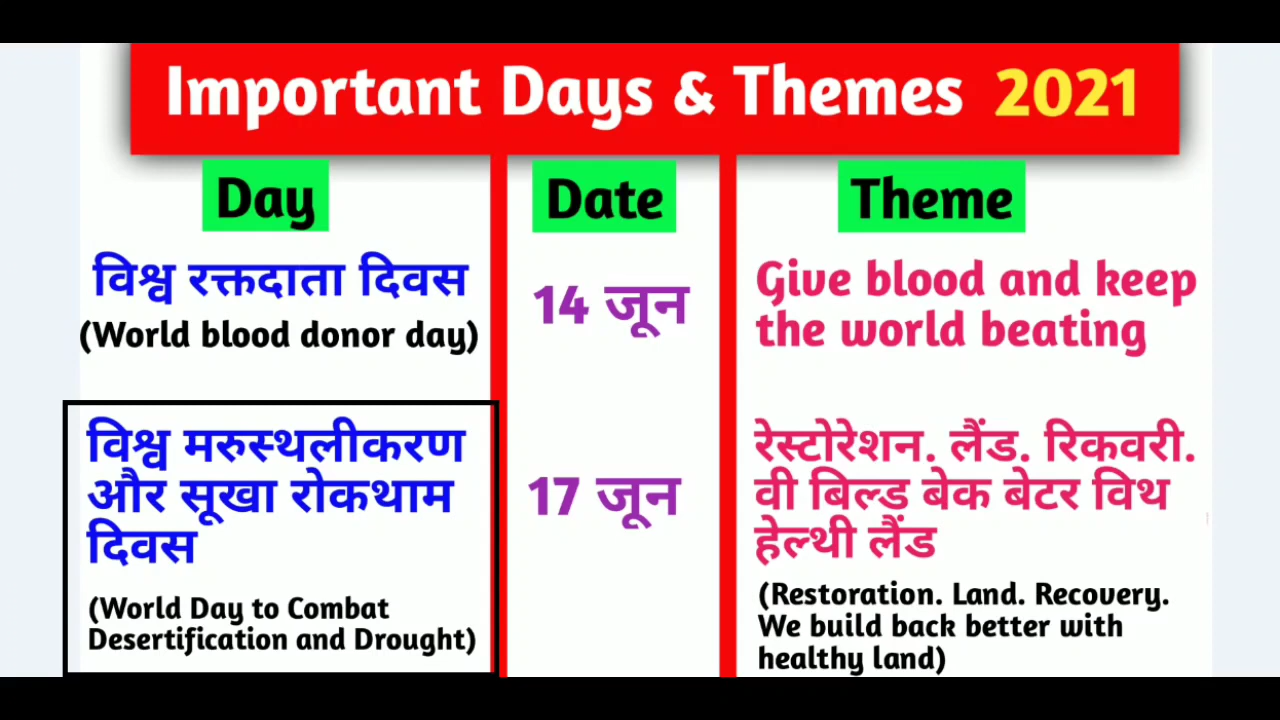 Important Days & Themes 2021
Day
Date
Theme
विश्व रक्तदाता दिवस
(World blood donor day)
14 जून
Give blood and keep
the world beating
विश्व मरुस्थलीकरण
और सूखा रोकथाम
दिवस
(World Day to Combat
Desertification and Drought)
17 जून
रेस्टोरेशन. लैंड. रिकवरी.
वी बिल्ड बेक बेटर विथ
हेल्थी लैंड
(Restoration. Land. Recovery.
We build back better with
healthy land)